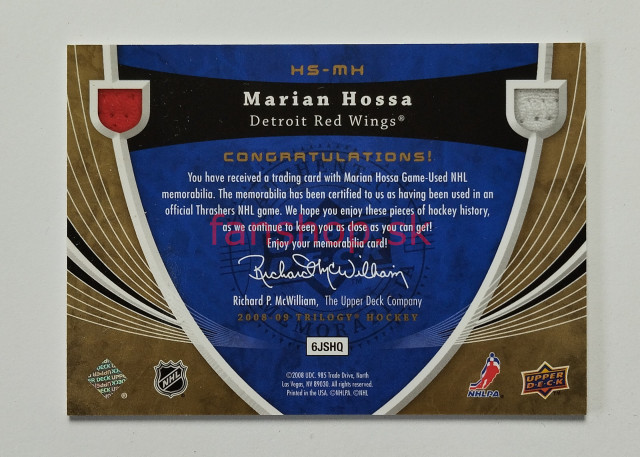 HS-MH
Marian Hossa
Detroit Red Wings®
CONGRATULATIONS!
You have received a trading card with Marian Hossa Game-Used NHL
memorabilia. The memorabilia has been certified to us as having been used in an
official Thrashers NHL game. We hope you enjoy these pieces of hockey history,
as we continue to keep you as close as you can get!
Enjoy your memorabilia card!
fanshop.sk
Richard McWilliam
Richard P. McWilliam, The Upper Deck Company
2008-09 TRILOGY® HOCKEY
6JSHQ
©2008 UDC. 985 Trade Drive, North
Las Vegas, NV 89030. All rights reserved.
Printed in the USA. ©NHLPA. ©NHL
NHL
NHLPA
UPPER
DECK